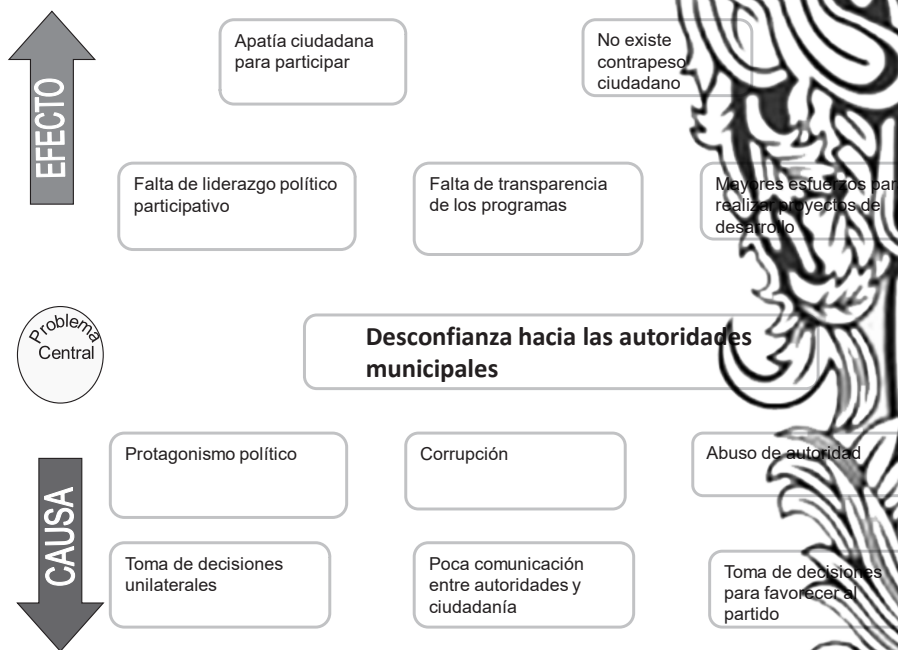 EFECTO
Apatía ciudadana
para participar
No existe
contrapeso
ciudadano
Falta de liderazgo político
participativo
Falta de transparencia
de los programas
Mayores esfuerzos par
realizar proyectos de
desarrollo
Problema
Central
Desconfianza hacia las autoridades
municipales
CAUSA
Protagonismo político
Corrupción
Abuso de autoridad
Toma de decisiones
unilaterales
Poca comunicación
entre autoridades y
ciudadanía
Toma de decisiones
para favorecer al
partido